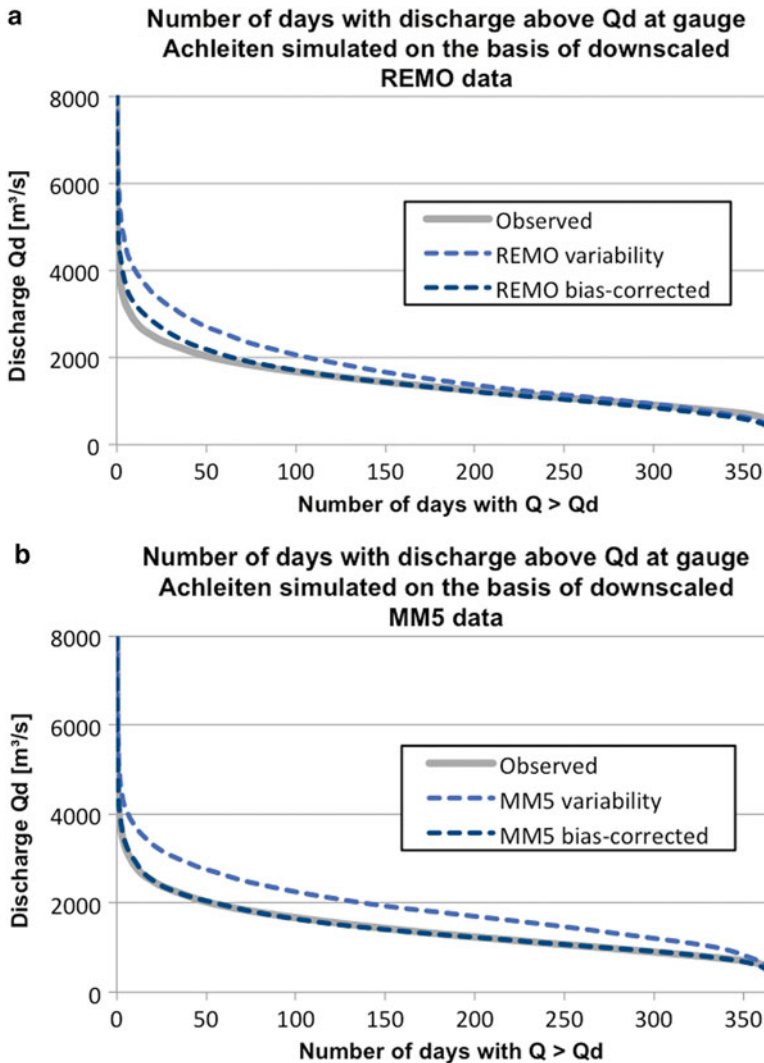 a
Number of days with discharge above Qd at gauge
Achleiten simulated on the basis of downscaled
REMO data
8000
6000
4000
2000
0
Discharge Qd [m³/s]
Observed
REMO variability
REMO bias-corrected
0 50 100 150 200 250 300 350
Number of days with Q > Qd
b
Number of days with discharge above Qd at gauge
Achleiten simulated on the basis of downscaled
MM5 data
8000
6000
4000
2000
0
Discharge Qd [m³/s]
Observed
MM5 variability
MM5 bias-corrected
0 50 100 150 200 250 300 350
Number of days with Q > Qd